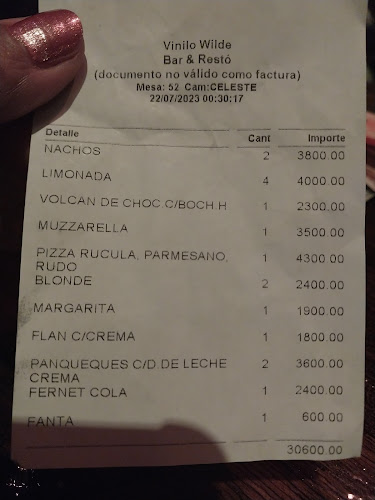 Vinilo Wilde
Bar & Restó
(documento no válido como factura)
Mesa: 52 Cam:CELESTE
22/07/2023 00:30:17
Detalle Cant Importe
NACHOS 2 3800.00
LIMONADA 4 4000.00
VOLCAN DE CHOC.C/BOCH.H 1 2300.00
MUZZARELLA 1 3500.00
PIZZA RUCULA, PARMESANO, 1 4300.00
RUDO
BLONDE 2 2400.00
MARGARITA 1 1900.00
FLAN C/CREMA 1 1800.00
PANQUEQUES C/D DE LECHE 2 3600.00
CREMA
FERNET COLA 1 2400.00
FANTA 1 600.00
30600.00